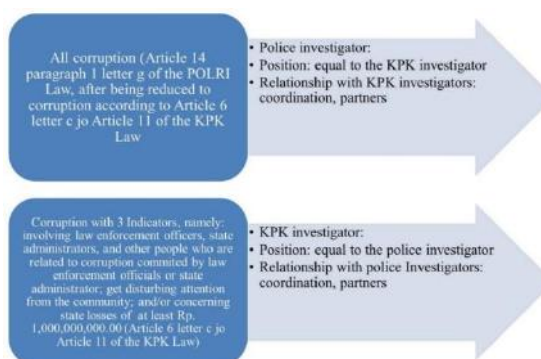 All corruption (Article 14
paragraph 1 letter g of the POLRI
Law, after being reduced to
corruption according to Article 6
letter c jo Article 11 of the KPK
Law
• Police investigator:
• Position: equal to the KPK investigator
• Relationship with KPK investigators:
coordination, partners
Corruption with 3 Indicators, namely:
involving law enforcement officers, state
administrators, and other people who are
related to corruption committed by law
enforcement officials or state
administrator; get disturbing attention
from the community; and/or concerning
state losses of at least Rp.
1,000,000,000.00 (Article 6 letter c jo
Article 11 of the KPK Law)
• KPK investigator:
• Position: equal to the police investigator
• Relationship with police Investigators:
coordination, partners